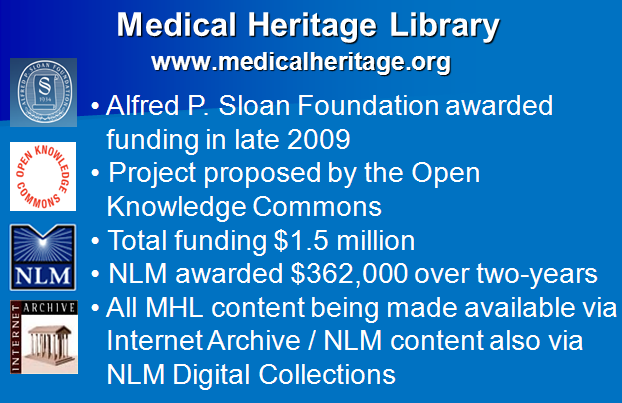 Medical Heritage Library
www.medicalheritage.org
• Alfred P. Sloan Foundation awarded
funding in late 2009
• Project proposed by the Open
Knowledge Commons
• Total funding $1.5 million
• NLM awarded $362,000 over two-years
• All MHL content being made available via
Internet Archive / NLM content also via
NLM Digital Collections
ALFRED P. SLOAN FOUNDATION
1934
OPEN KNOWLEDGE
COMMONS
NLM
INTERNET
ARCHIVE